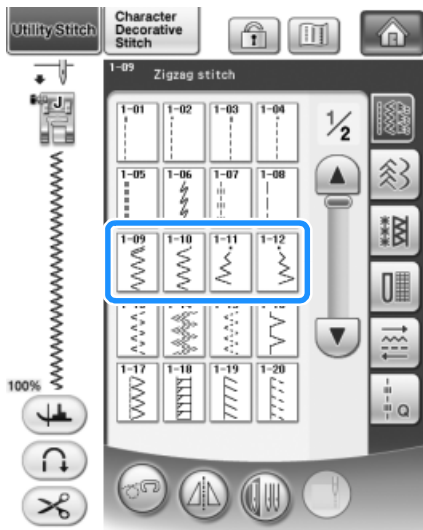 Utility Stitch
Character
Decorative
Stitch
1-09 Zigzag stitch
J
1-01 1-02 1-03 1-04
1/2
1-05 1-06 1-07 1-08
1-09 1-10 1-11 1-12
1-17 1-18 1-19 1-20
100%
Q